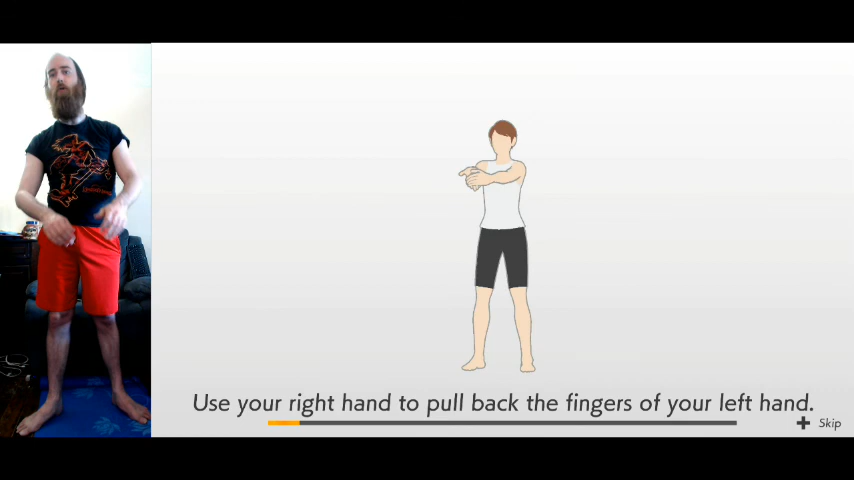 Use your right hand to pull back the fingers of your left hand.
Skip